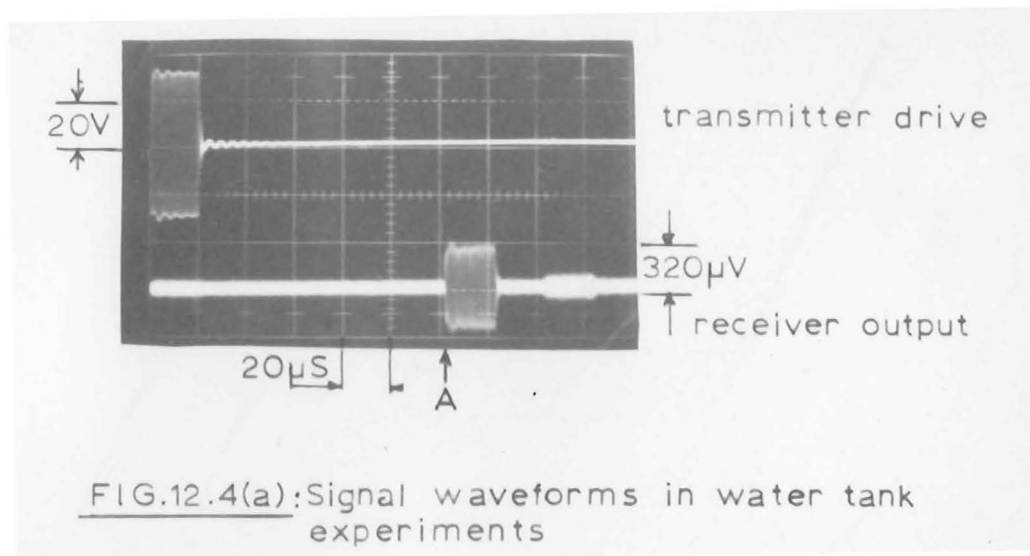 20V
transmitter drive
320µV
receiver output
20µS
A
FIG.12.4(a): Signal waveforms in water tank
experiments